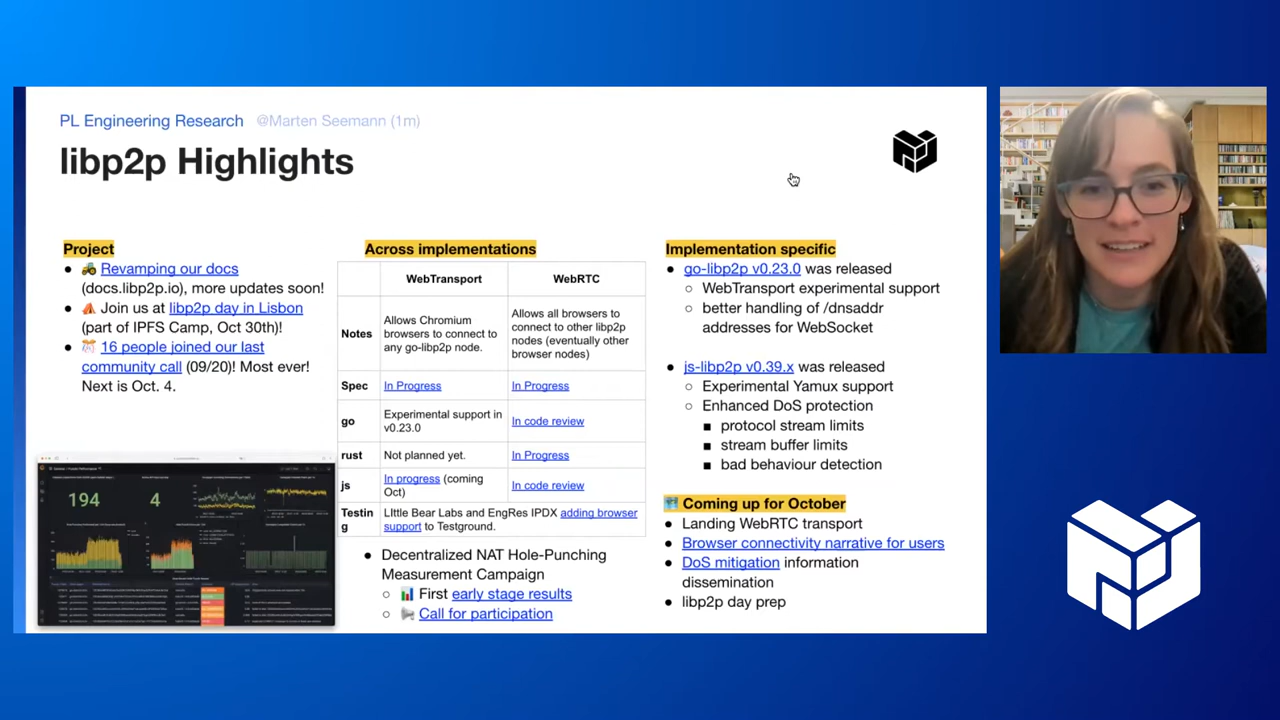 PL Engineering Research @Marten Seemann (1m)
libp2p Highlights
Project
● Revamping our docs
(docs.libp2p.io), more updates soon!
● Join us at libp2p day in Lisbon
(part of IPFS Camp, Oct 30th)!
● 16 people joined our last
community call (09/20)! Most ever!
Next is Oct. 4.
194
4
Across implementations
WebTransport WebRTC
Notes
Allows Chromium
browsers to connect to
any go-libp2p node.
Allows all browsers to
connect to other libp2p
nodes (eventually other
browser nodes)
Spec In Progress In Progress
go
Experimental support in
v0.23.0
In code review
rust Not planned yet. In Progress
js
In progress (coming
Oct)
In code review
Testin
g
LIttle Bear Labs and EngRes IPDX adding browser
support to Testground.
● Decentralized NAT Hole-Punching
Measurement Campaign
○ First early stage results
○ Call for participation
Implementation specific
● go-libp2p v0.23.0 was released
○ WebTransport experimental support
○ better handling of /dnsaddr
addresses for WebSocket
● js-libp2p v0.39.x was released
○ Experimental Yamux support
○ Enhanced DoS protection
■ protocol stream limits
■ stream buffer limits
■ bad behaviour detection
Coming up for October
● Landing WebRTC transport
● Browser connectivity narrative for users
● DoS mitigation information
dissemination
● libp2p day prep